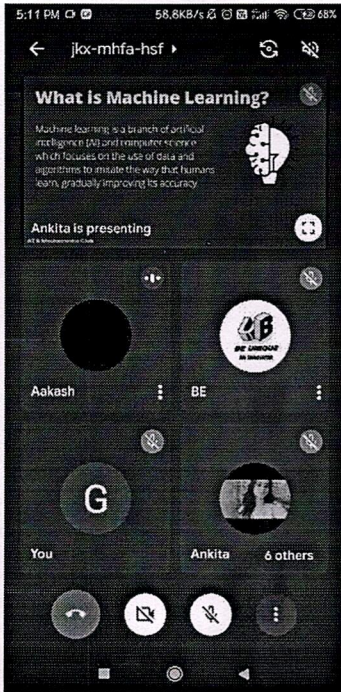 5:11 PM
58,8KB/s
68%
jkx-mhfa-hsf
What is Machine Learning?
Machine learning is a branch of artificial
intelligence (AI) and computer science
which focuses on the use of data and
algorithms to imitate the way that humans
learn, gradually improving its accuracy.
Ankita is presenting
Aakash
BE UNIQUE
BE
G
You
Ankita
6 others